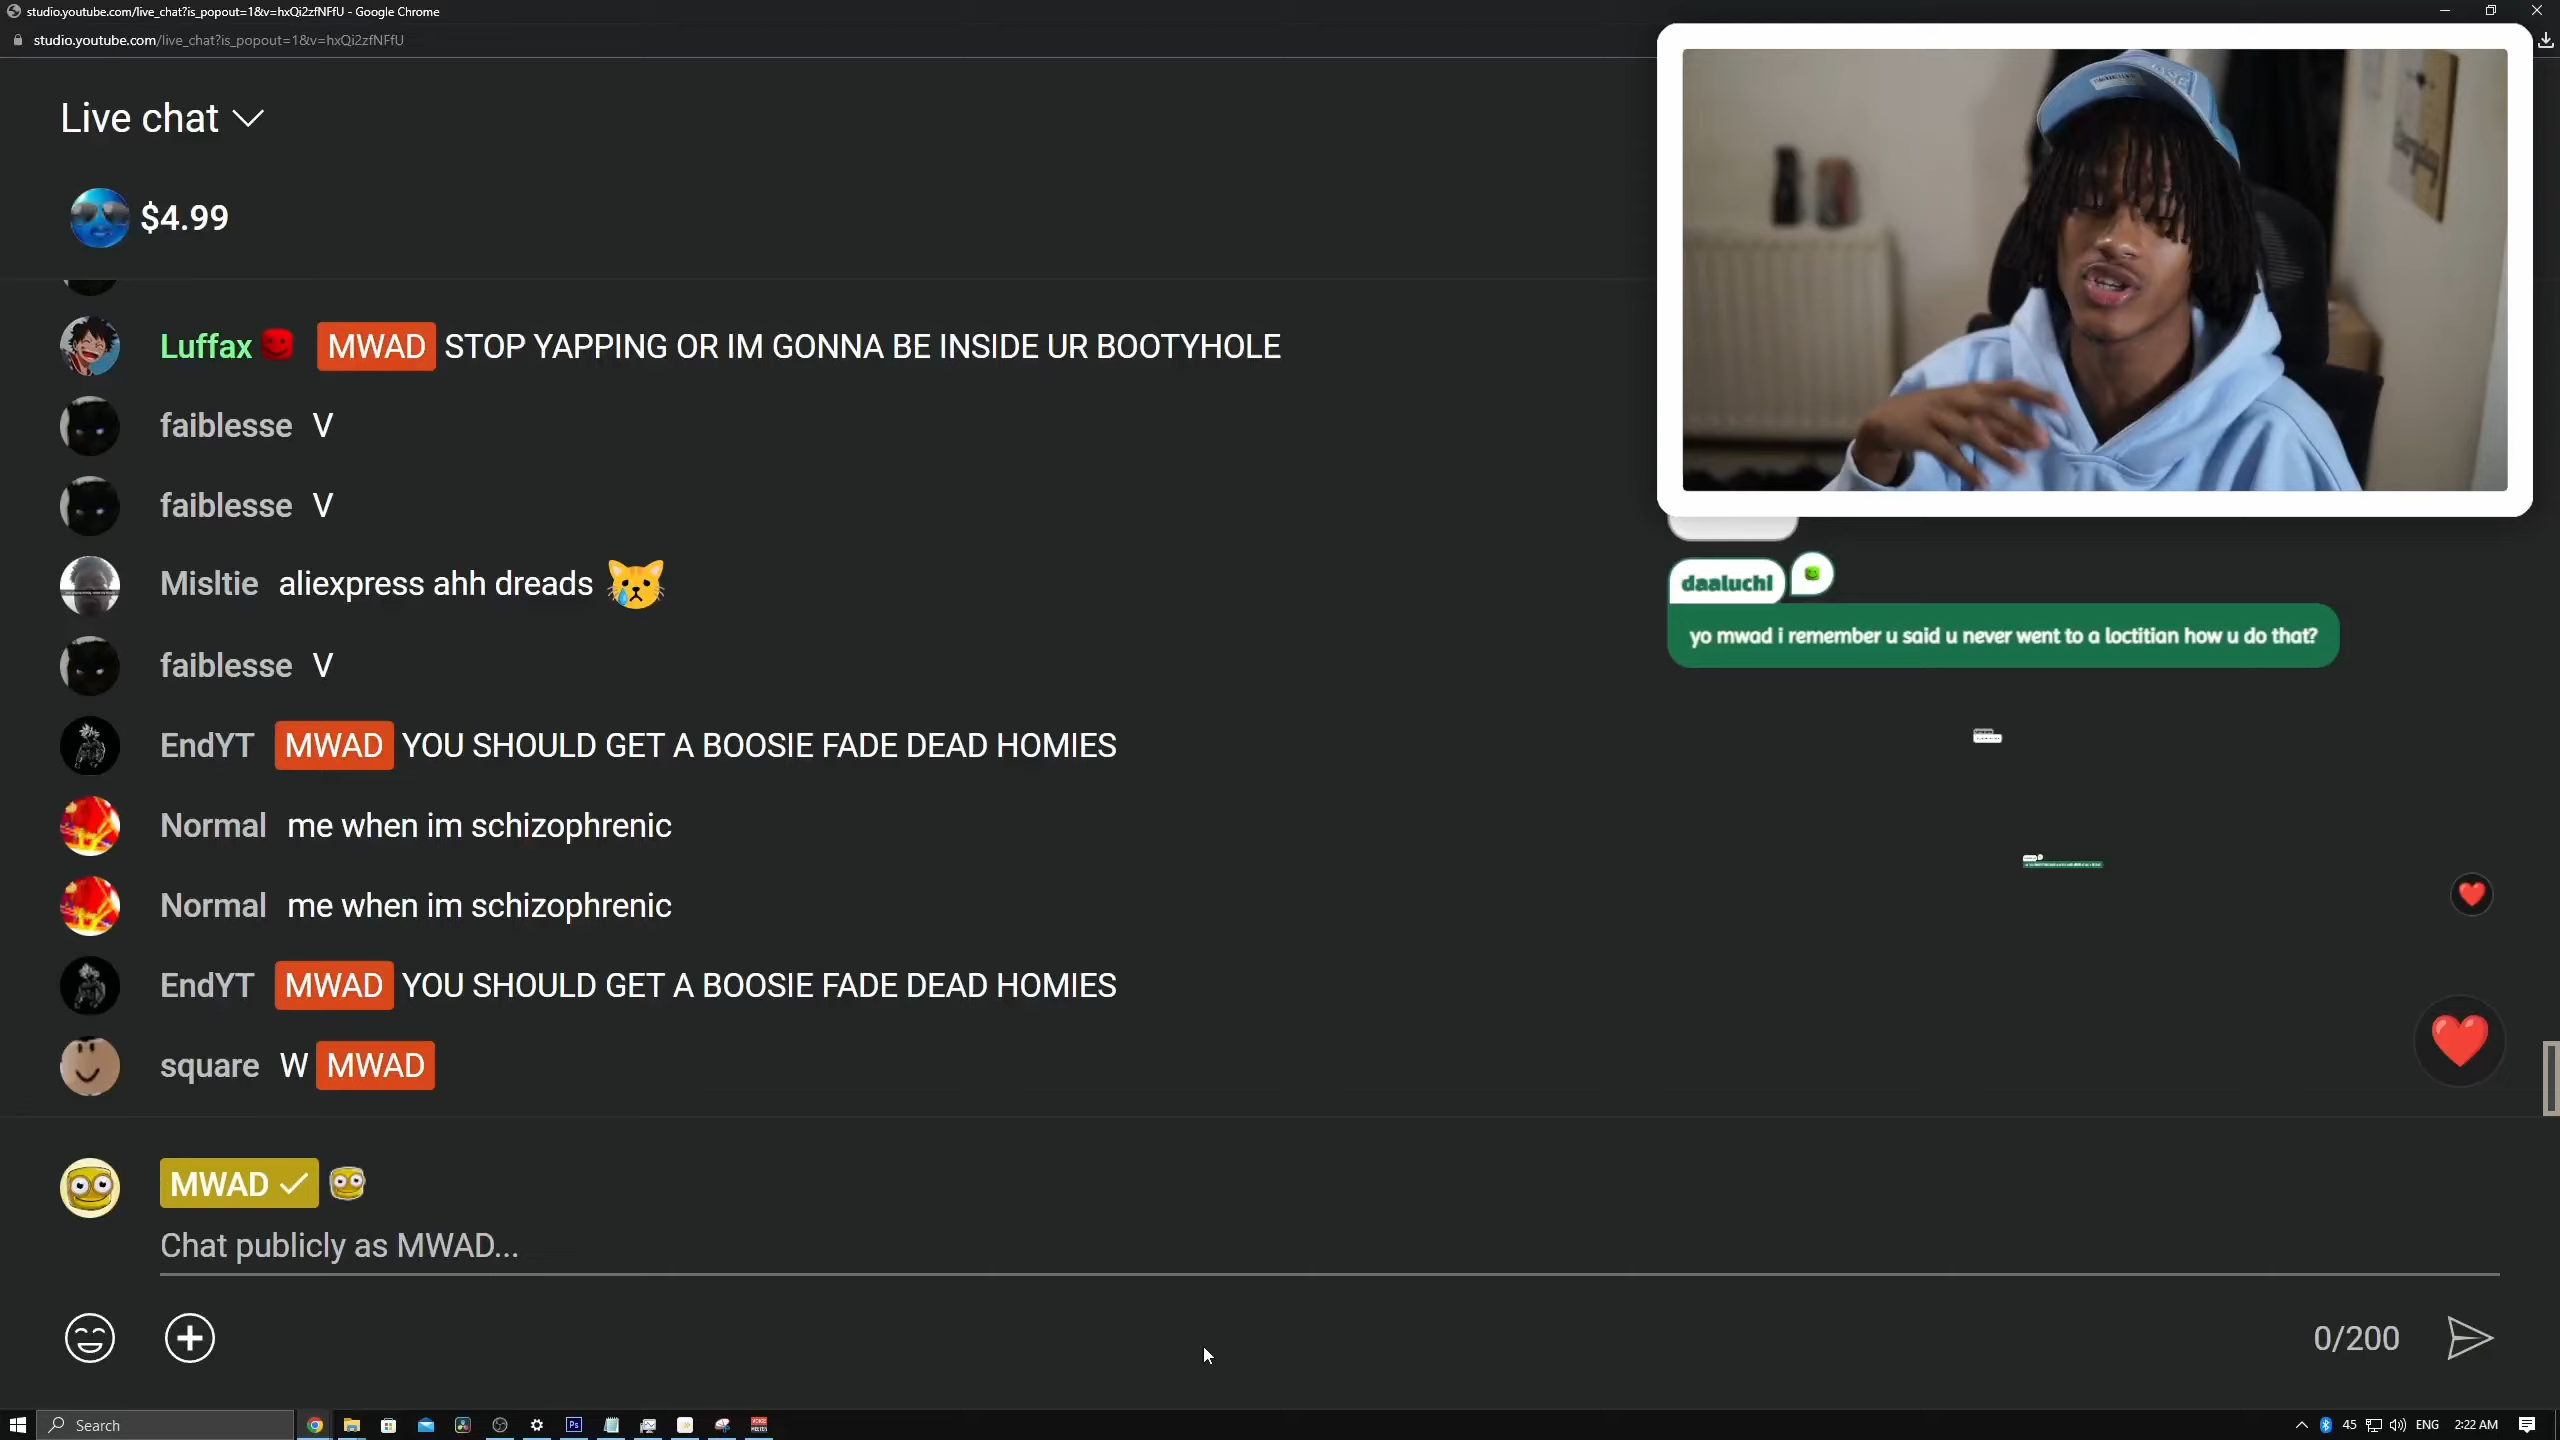 studio.youtube.com/live_chat?is_popout=1&v=hxQi2zfNFfU - Google Chrome
studio.youtube.com/live_chat?is_popout=1&v=hxQi2zfNFfU
Live chat
$4.99
Luffax MWAD STOP YAPPING OR IM GONNA BE INSIDE UR BOOTYHOLE
faiblesse V
faiblesse V
Misltie aliexpress ahh dreads 😿
faiblesse V
EndYT MWAD YOU SHOULD GET A BOOSIE FADE DEAD HOMIES
Normal me when im schizophrenic
Normal me when im schizophrenic
EndYT MWAD YOU SHOULD GET A BOOSIE FADE DEAD HOMIES
square W MWAD
daaluchi
yo mwad i remember u said u never went to a loctitian how u do that?
MWAD
Chat publicly as MWAD...
0/200
Search
Ps
45
ENG
2:22 AM